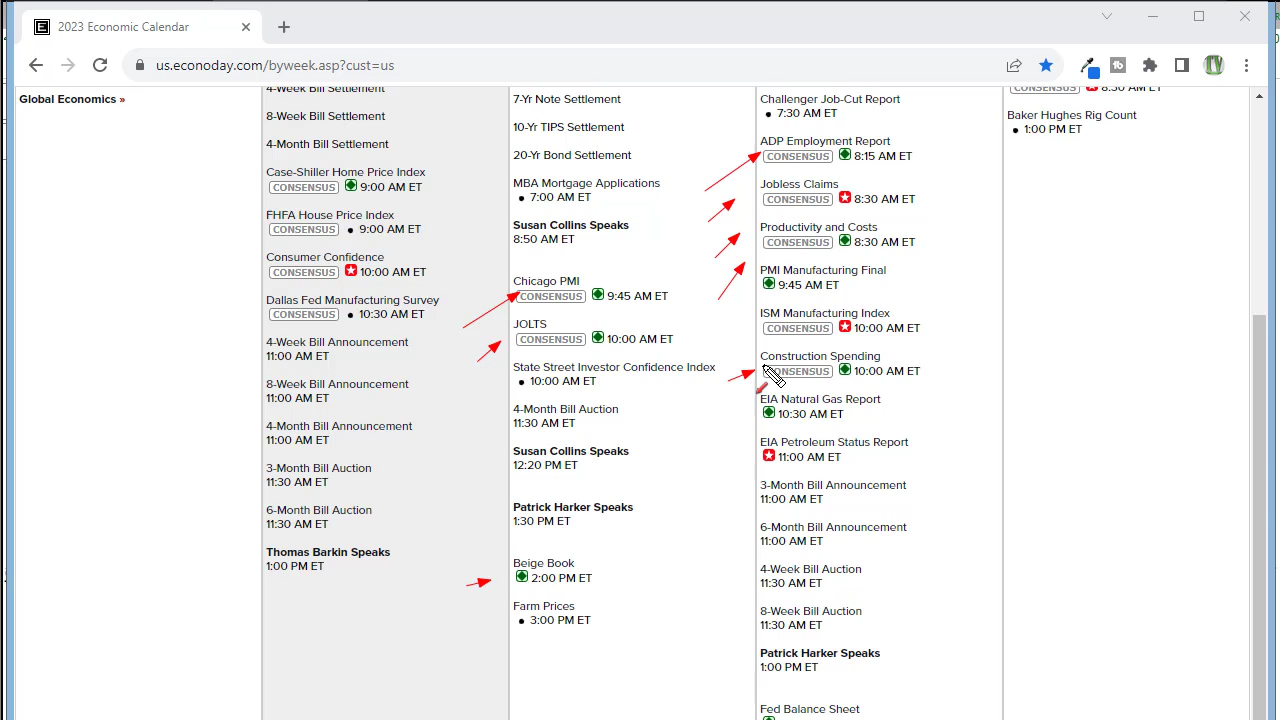 2023 Economic Calendar
us.econoday.com/byweek.asp?cust=us
Global Economics »
4-Week Bill Settlement
8-Week Bill Settlement
4-Month Bill Settlement
Case-Shiller Home Price Index
CONSENSUS 9:00 AM ET
FHFA House Price Index
CONSENSUS • 9:00 AM ET
Consumer Confidence
CONSENSUS 10:00 AM ET
Dallas Fed Manufacturing Survey
CONSENSUS • 10:30 AM ET
4-Week Bill Announcement
11:00 AM ET
8-Week Bill Announcement
11:00 AM ET
4-Month Bill Announcement
11:00 AM ET
3-Month Bill Auction
11:30 AM ET
6-Month Bill Auction
11:30 AM ET
Thomas Barkin Speaks
1:00 PM ET
7-Yr Note Settlement
10-Yr TIPS Settlement
20-Yr Bond Settlement
MBA Mortgage Applications
• 7:00 AM ET
Susan Collins Speaks
8:50 AM ET
Chicago PMI
CONSENSUS 9:45 AM ET
JOLTS
CONSENSUS 10:00 AM ET
State Street Investor Confidence Index
• 10:00 AM ET
4-Month Bill Auction
11:30 AM ET
Susan Collins Speaks
12:20 PM ET
Patrick Harker Speaks
1:30 PM ET
Beige Book
2:00 PM ET
Farm Prices
• 3:00 PM ET
Challenger Job-Cut Report
• 7:30 AM ET
ADP Employment Report
CONSENSUS 8:15 AM ET
Jobless Claims
CONSENSUS 8:30 AM ET
Productivity and Costs
CONSENSUS 8:30 AM ET
PMI Manufacturing Final
9:45 AM ET
ISM Manufacturing Index
CONSENSUS 10:00 AM ET
Construction Spending
CONSENSUS 10:00 AM ET
EIA Natural Gas Report
10:30 AM ET
EIA Petroleum Status Report
11:00 AM ET
3-Month Bill Announcement
11:00 AM ET
6-Month Bill Announcement
11:00 AM ET
4-Week Bill Auction
11:30 AM ET
8-Week Bill Auction
11:30 AM ET
Patrick Harker Speaks
1:00 PM ET
Fed Balance Sheet
CONSENSUS 8:30 AM ET
Baker Hughes Rig Count
• 1:00 PM ET